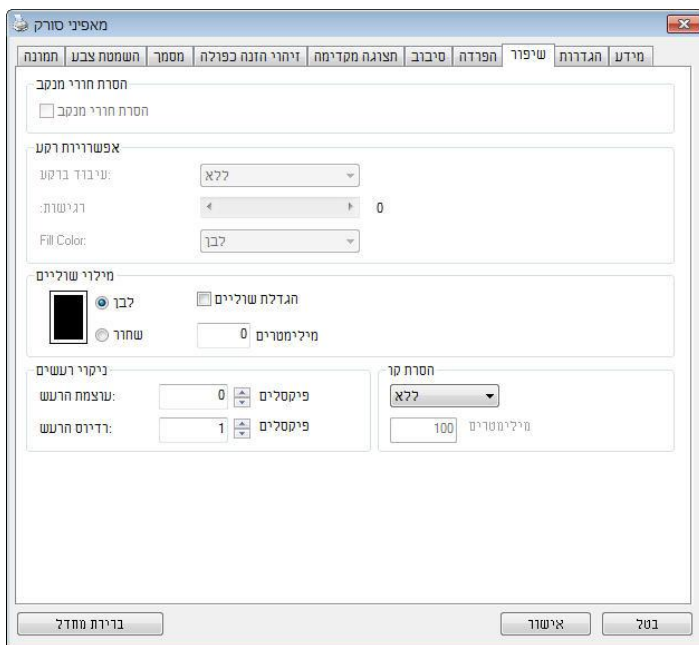 מאפיני סורק
תמונה השמטת צבע מסמך זיהוי הזנה כפולה תצוגה מקדימה סיבוב הפרדה שיפור הגדרות מידע
הסרת חורי מנקב
הסרת חורי מנקב
אפשרויות רקע
עיבוד ברקע:
ללא
רגישות:
0
Fill Color:
לבן
מילוי שוליים
לבן
הגדלת שוליים
שחור
0 מילימטרים
ניקוי רעשים
עוצמת הרעש:
0 פיקסלים
רדיוס הרעש:
1 פיקסלים
הסרת קו
ללא
100 מילימטרים
ברירת מחדל
אישור
בטל